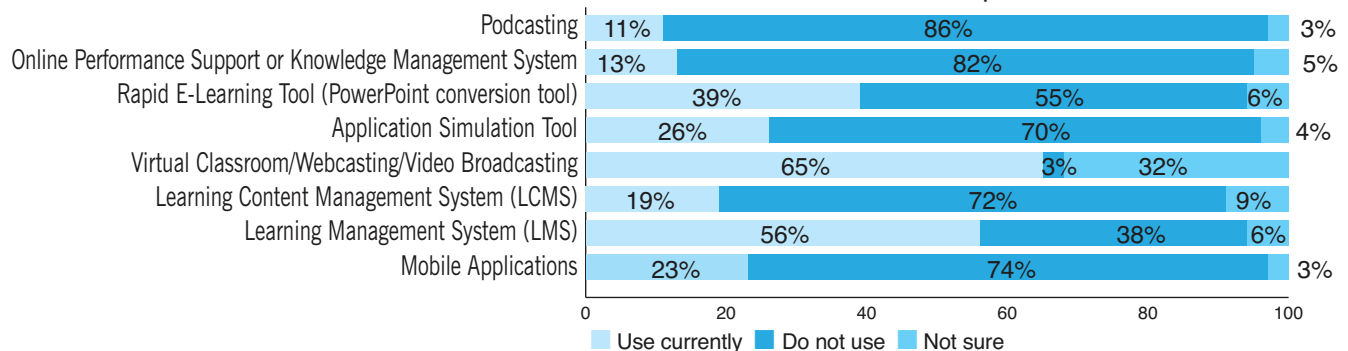 Podcasting 11% 86% 3%
Online Performance Support or Knowledge Management System 13% 82% 5%
Rapid E-Learning Tool (PowerPoint conversion tool) 39% 55% 6%
Application Simulation Tool 26% 70% 4%
Virtual Classroom/Webcasting/Video Broadcasting 65% 3% 32%
Learning Content Management System (LCMS) 19% 72% 9%
Learning Management System (LMS) 56% 38% 6%
Mobile Applications 23% 74% 3%
0 20 40 60 80 100
Use currently Do not use Not sure